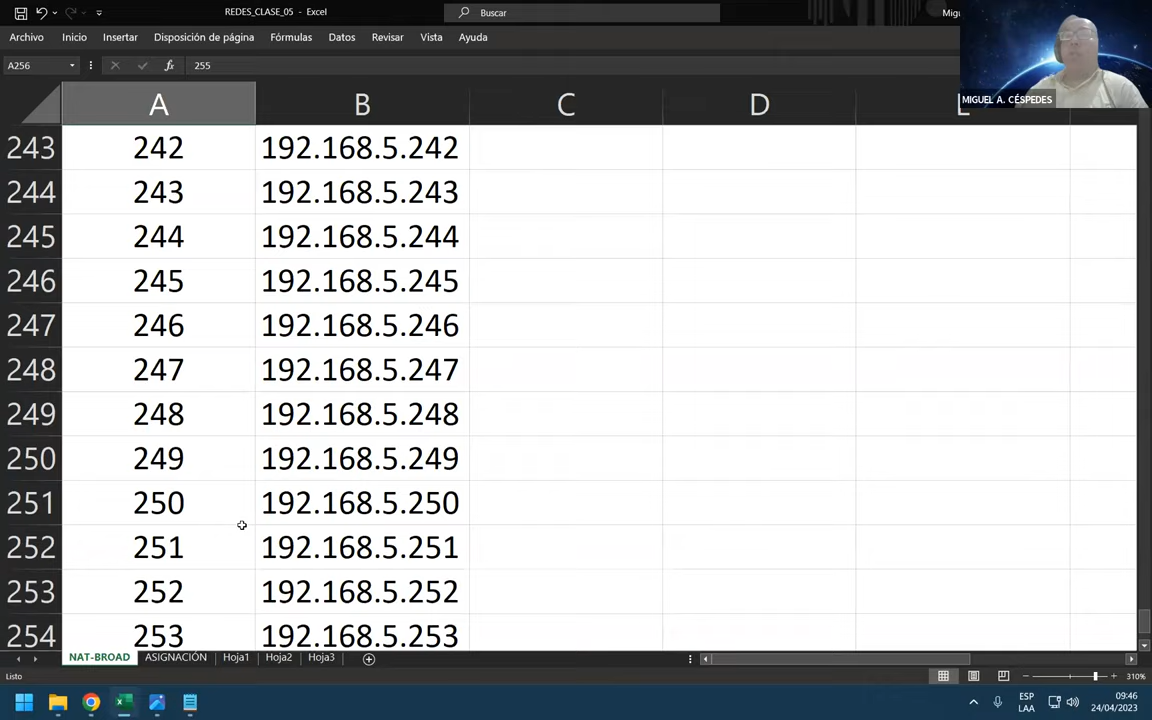 REDES_CLASE_05 - Excel
Buscar
Archivo Inicio Insertar Disposición de página Fórmulas Datos Revisar Vista Ayuda
A256 fx 255
MIGUEL A. CÉSPEDES
A B C D
243 242 192.168.5.242
244 243 192.168.5.243
245 244 192.168.5.244
246 245 192.168.5.245
247 246 192.168.5.246
248 247 192.168.5.247
249 248 192.168.5.248
250 249 192.168.5.249
251 250 192.168.5.250
252 251 192.168.5.251
253 252 192.168.5.252
254 253 192.168.5.253
NAT-BROAD ASIGNACIÓN Hoja1 Hoja2 Hoja3
Listo 310%
ESP 09:46
LAA 24/04/2023